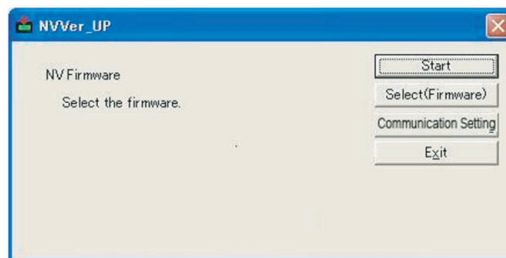 NVVer_UP
NV Firmware
Select the firmware.
Start
Select(Firmware)
Communication Setting
Exit